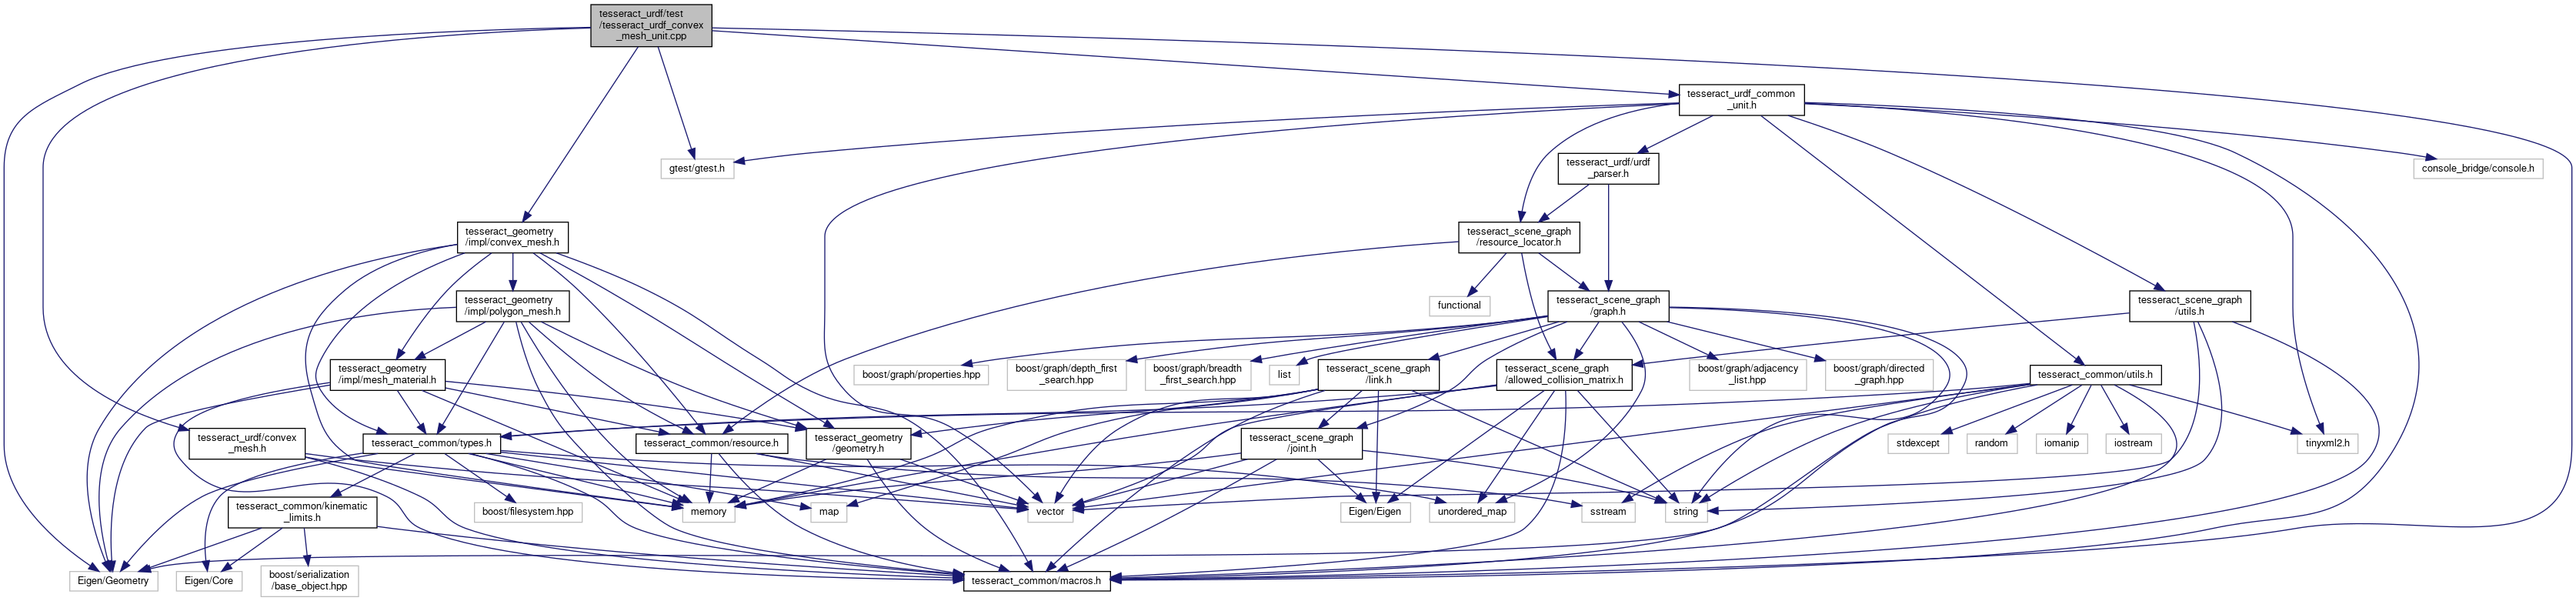 tesseract_urdf/test
/tesseract_urdf_convex
_mesh_unit.cpp
tesseract_urdf_common
_unit.h
gtest/gtest.h
tesseract_urdf/urdf
_parser.h
console_bridge/console.h
tesseract_geometry
/impl/convex_mesh.h
tesseract_scene_graph
/resource_locator.h
tesseract_geometry
/impl/polygon_mesh.h
functional
tesseract_scene_graph
/graph.h
tesseract_scene_graph
/utils.h
tesseract_geometry
/impl/mesh_material.h
boost/graph/properties.hpp
boost/graph/depth_first
_search.hpp
boost/graph/breadth
_first_search.hpp
list
tesseract_scene_graph
/link.h
tesseract_scene_graph
/allowed_collision_matrix.h
boost/graph/adjacency
_list.hpp
boost/graph/directed
_graph.hpp
tesseract_common/utils.h
tesseract_urdf/convex
_mesh.h
tesseract_common/types.h
tesseract_common/resource.h
tesseract_geometry
/geometry.h
tesseract_scene_graph
/joint.h
stdexcept
random
iomanip
iostream
tinyxml2.h
tesseract_common/kinematic
_limits.h
boost/filesystem.hpp
memory
map
vector
Eigen/Eigen
unordered_map
sstream
string
Eigen/Geometry
Eigen/Core
boost/serialization
/base_object.hpp
tesseract_common/macros.h